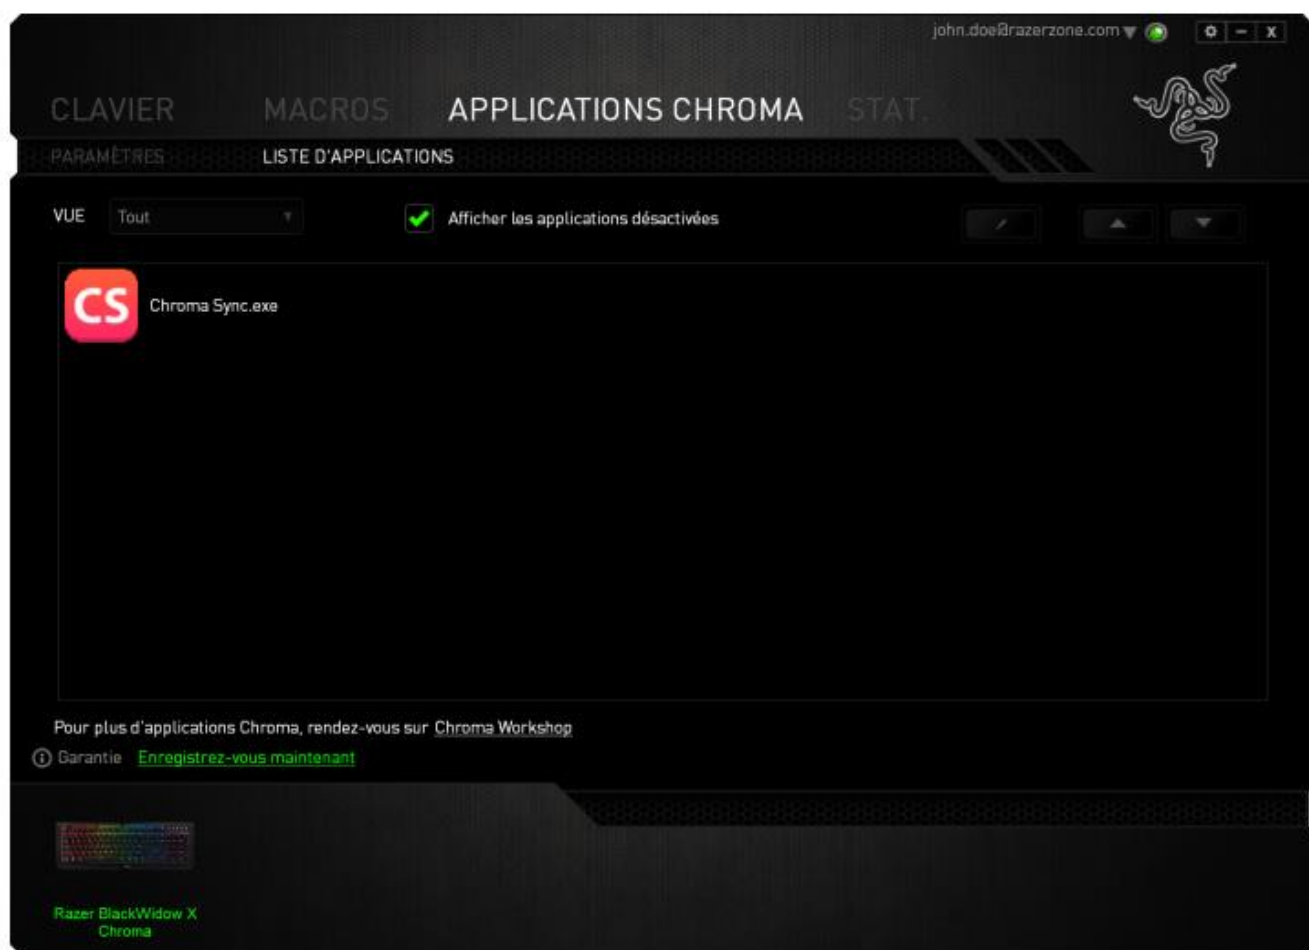 john.doe@razerzone.com
CLAVIER MACROS APPLICATIONS CHROMA STAT.
PARAMÈTRES LISTE D'APPLICATIONS
VUE Tout Afficher les applications désactivées
CS Chroma Sync.exe
Pour plus d'applications Chroma, rendez-vous sur Chroma Workshop
Garantie Enregistrez-vous maintenant
Razer BlackWidow X
Chroma